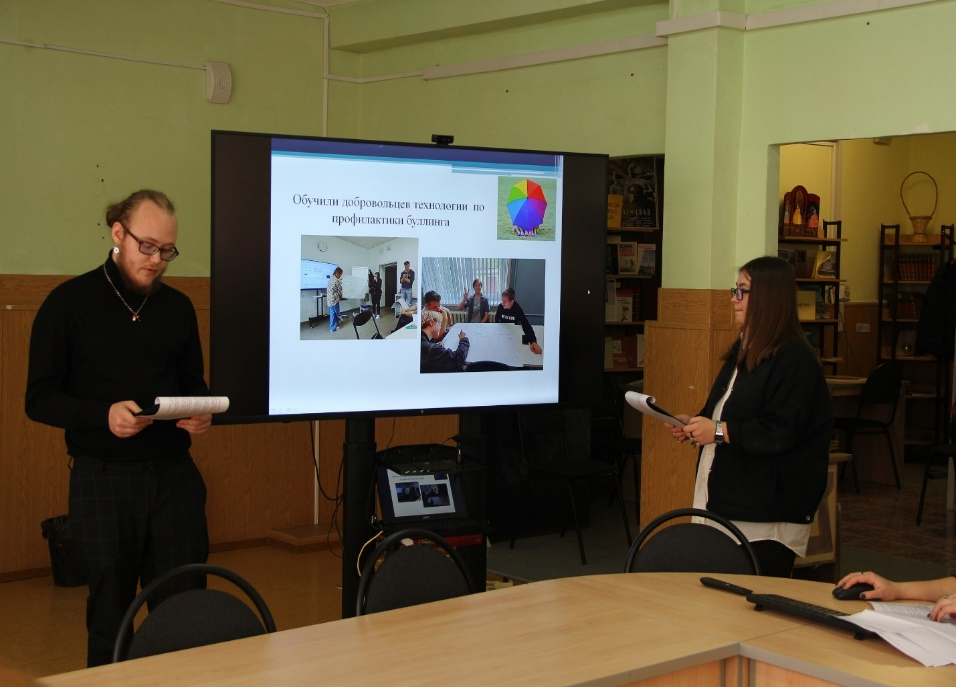 Обучили добровольцев технологии по
профилактики буллинга